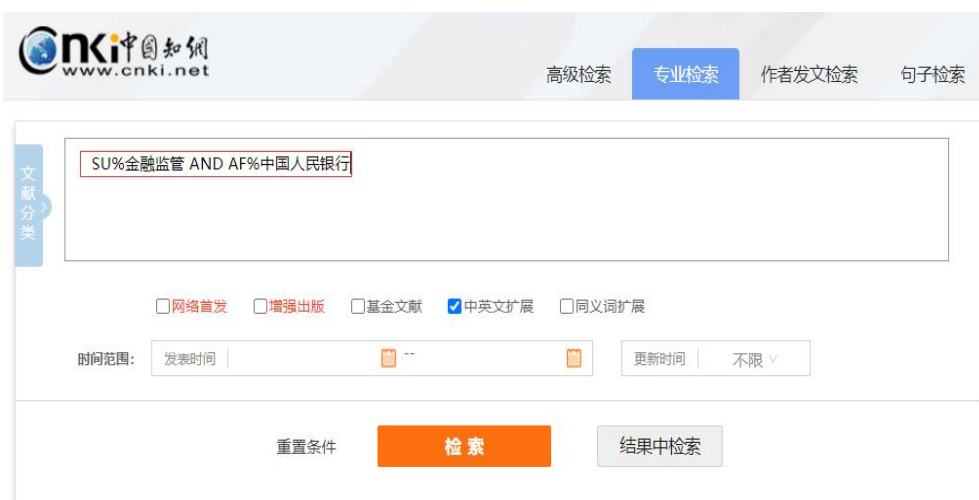 cnki中国知網
www.cnki.net
高级检索 专业检索 作者发文检索 句子检索
文献分类
SU%金融监管 AND AF%中国人民银行
网络首发 增强出版 基金文献 中英文扩展 同义词扩展
时间范围： 发表时间 -- 更新时间 不限
重置条件 检索 结果中检索